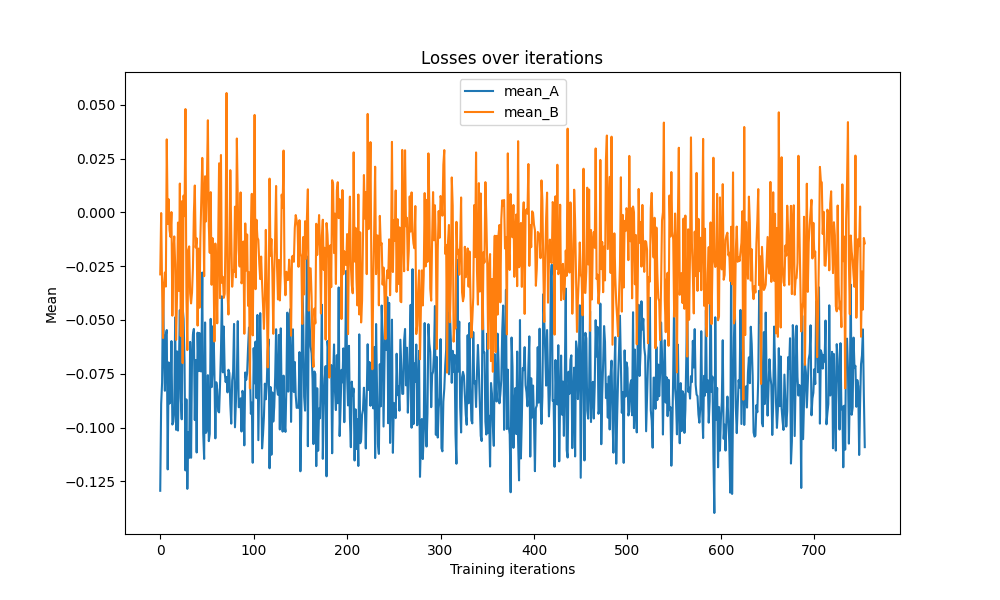 Losses over iterations
mean_A
mean_B
Mean
0.050
0.025
0.000
−0.025
−0.050
−0.075
−0.100
−0.125
0 100 200 300 400 500 600 700
Training iterations